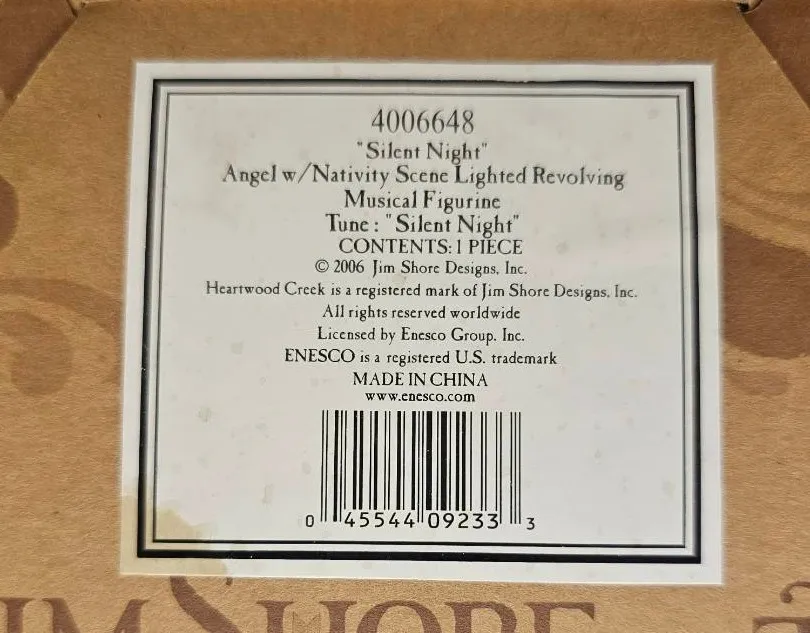 4006648
"Silent Night"
Angel w/Nativity Scene Lighted Revolving
Musical Figurine
Tune : "Silent Night"
CONTENTS: 1 PIECE
© 2006 Jim Shore Designs, Inc.
Heartwood Creek is a registered mark of Jim Shore Designs, Inc.
All rights reserved worldwide
Licensed by Enesco Group, Inc.
ENESCO is a registered U.S. trademark
MADE IN CHINA
www.enesco.com
0 45544 09233 3
JIM SHORE